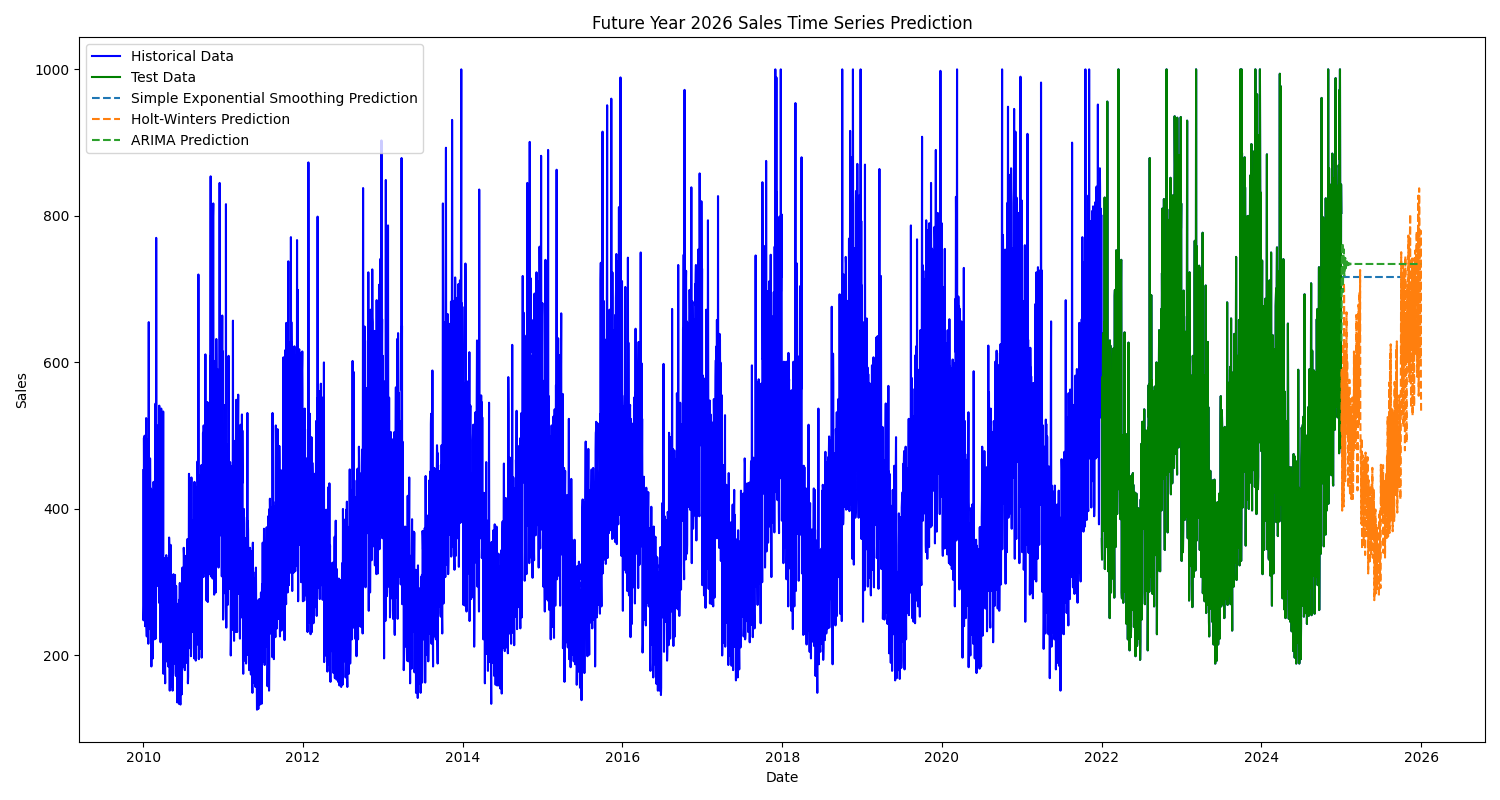 Future Year 2026 Sales Time Series Prediction
Historical Data
Test Data
Simple Exponential Smoothing Prediction
Holt-Winters Prediction
ARIMA Prediction
Sales
1000
800
600
400
200
2010 2012 2014 2016 2018 2020 2022 2024 2026
Date